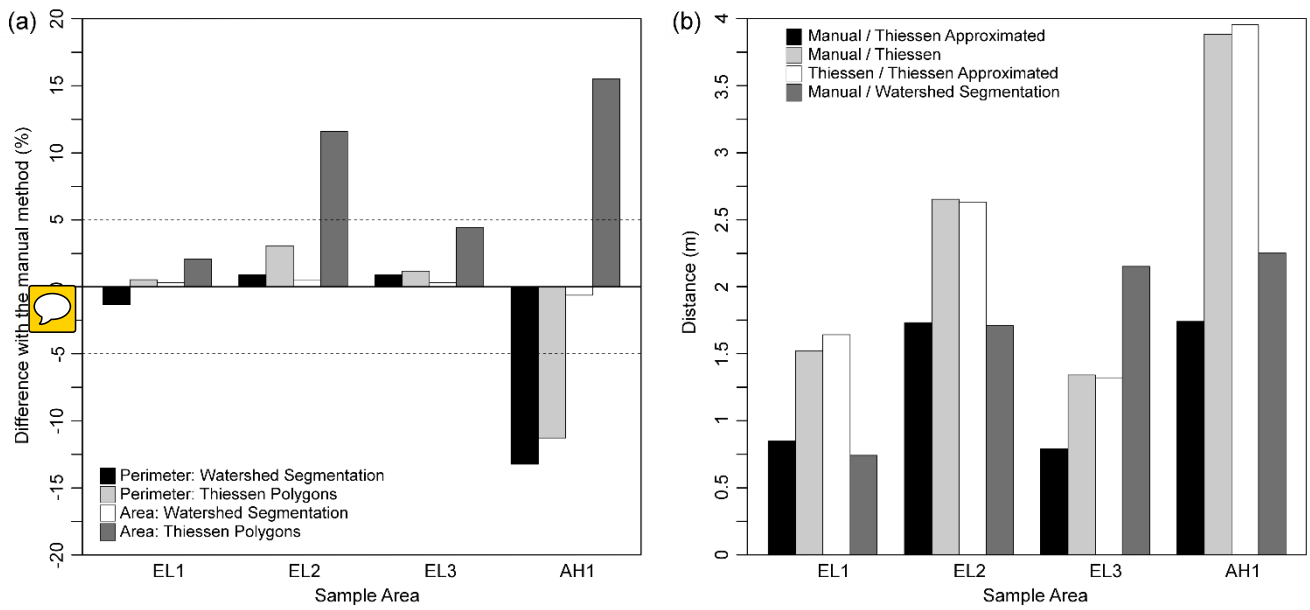 (a)
20
15
10
5
0
-5
-10
-15
-20
Difference with the manual method (%)
Perimeter: Watershed Segmentation
Perimeter: Thiessen Polygons
Area: Watershed Segmentation
Area: Thiessen Polygons
EL1 EL2 EL3 AH1
Sample Area
(b)
4
3.5
3
2.5
2
1.5
1
0.5
0
Distance (m)
Manual / Thiessen Approximated
Manual / Thiessen
Thiessen / Thiessen Approximated
Manual / Watershed Segmentation
EL1 EL2 EL3 AH1
Sample Area